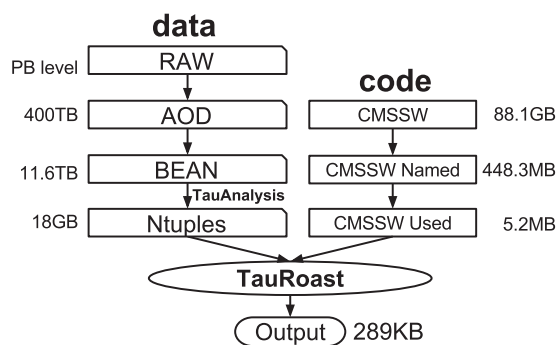 data
PB level RAW
400TB AOD
11.6TB BEAN
TauAnalysis
18GB Ntuples
code
CMSSW 88.1GB
CMSSW Named 448.3MB
CMSSW Used 5.2MB
TauRoast
Output 289KB